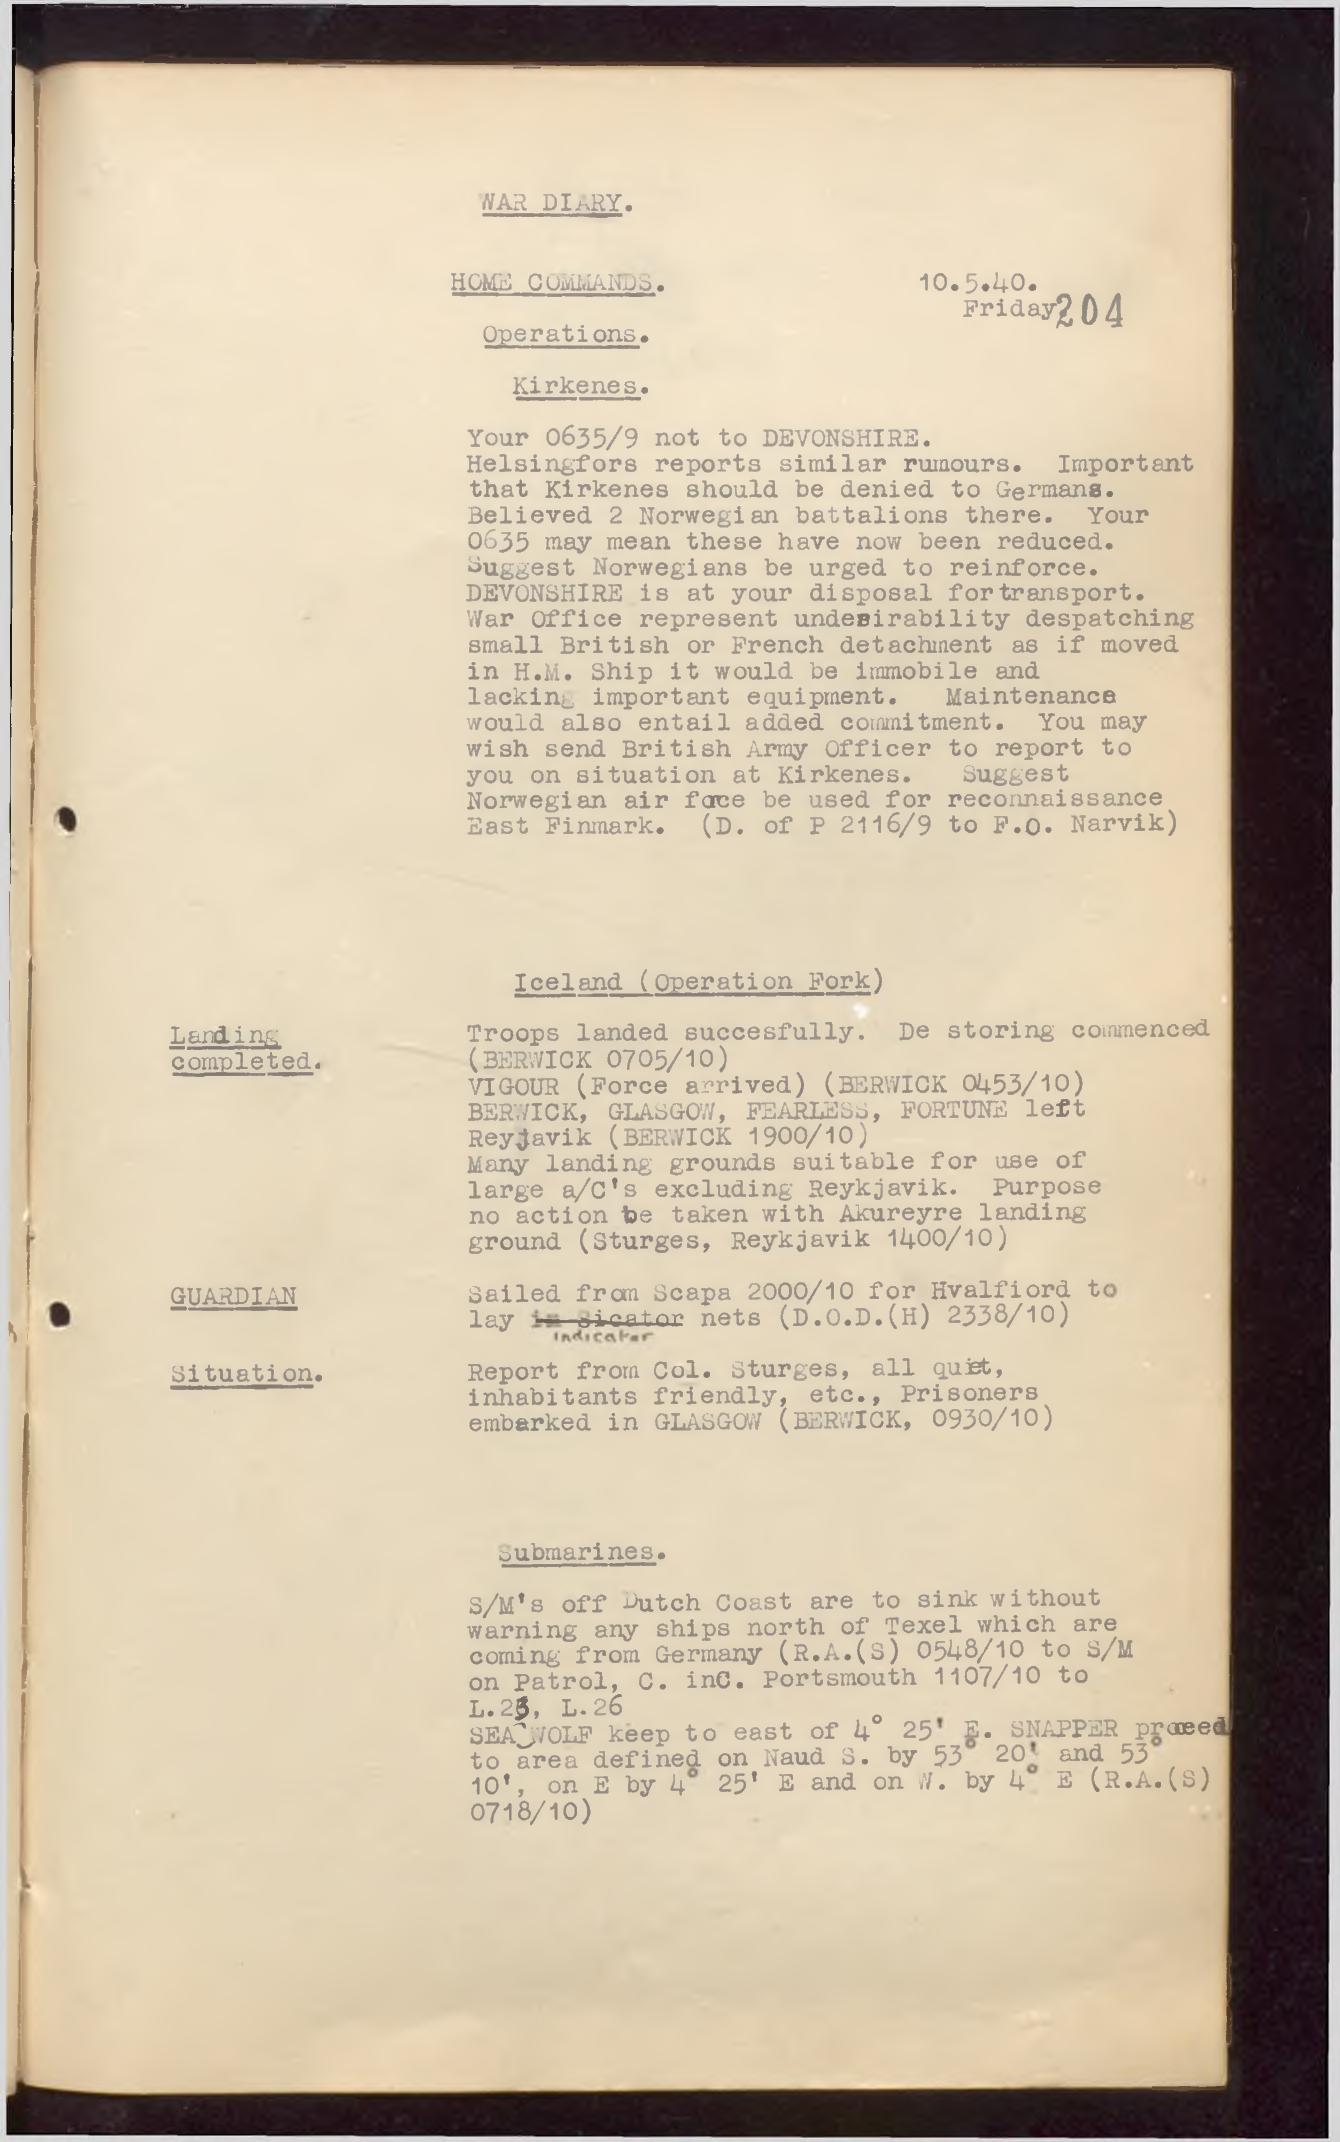 WAR DIARY.
HOME COMMANDS.
10.5.40.
Friday 204
Operations.
Kirkenes.
Your 0635/9 not to DEVONSHIRE.
Helsingfors reports similar rumours. Important
that Kirkenes should be denied to Germans.
Believed 2 Norwegian battalions there. Your
0635 may mean these have now been reduced.
Suggest Norwegians be urged to reinforce.
DEVONSHIRE is at your disposal for transport.
War Office represent undesirability despatching
small British or French detachment as if moved
in H.M. Ship it would be immobile and
lacking important equipment. Maintenance
would also entail added commitment. You may
wish send British Army Officer to report to
you on situation at Kirkenes. Suggest
Norwegian air force be used for reconnaissance
East Finmark. (D. of P 2116/9 to F.O. Narvik)
Iceland (Operation Fork)
Landing
completed.
Troops landed succesfully. De storing commenced
(BERWICK 0705/10)
VIGOUR (Force arrived) (BERWICK 0453/10)
BERWICK, GLASGOW, FEARLESS, FORTUNE left
Reyjavik (BERWICK 1900/10)
Many landing grounds suitable for use of
large a/C's excluding Reykjavik. Purpose
no action be taken with Akureyre landing
ground (Sturges, Reykjavik 1400/10)
GUARDIAN
Sailed from Scapa 2000/10 for Hvalfiord to
lay in Sicator nets (D.O.D.(H) 2338/10)
indicator
Situation.
Report from Col. Sturges, all quiet,
inhabitants friendly, etc., Prisoners
embarked in GLASGOW (BERWICK, 0930/10)
Submarines.
S/M's off Dutch Coast are to sink without
warning any ships north of Texel which are
coming from Germany (R.A.(S) 0548/10 to S/M
on Patrol, C. inC. Portsmouth 1107/10 to
L.23, L.26
SEAWOLF keep to east of 4° 25' E. SNAPPER proceed
to area defined on Naud S. by 53° 20' and 53°
10', on E by 4° 25' E and on W. by 4° E (R.A.(S)
0718/10)